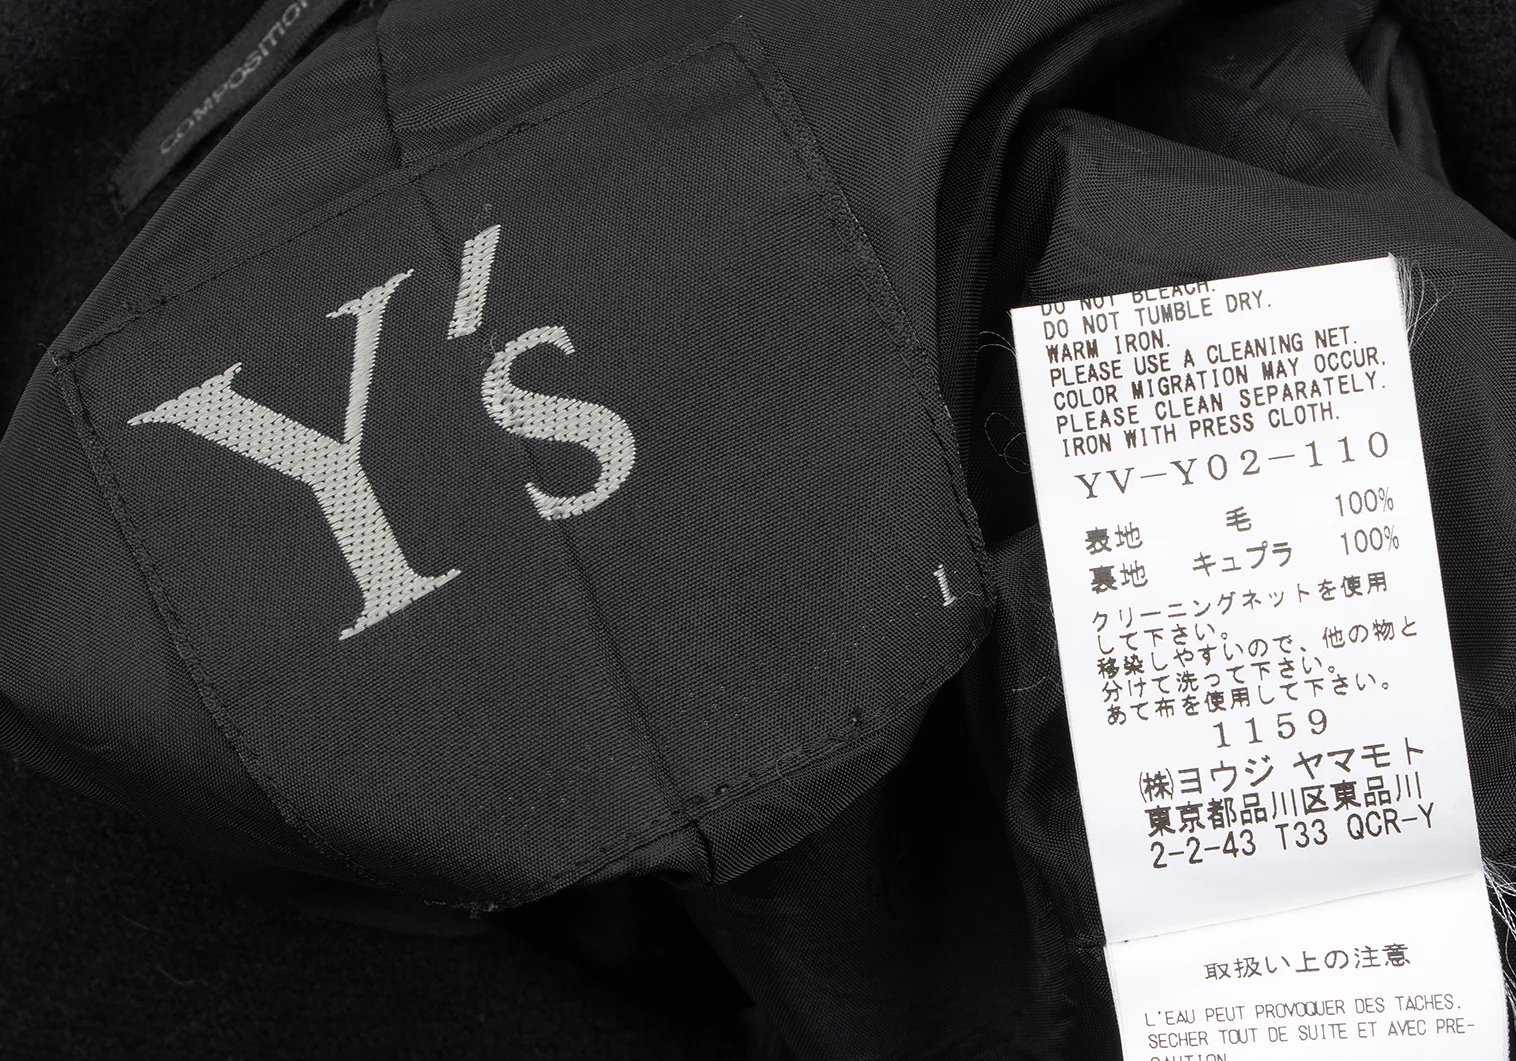 COMPOSITION
Y's
1
DO NOT BLEACH.
DO NOT TUMBLE DRY.
WARM IRON.
PLEASE USE A CLEANING NET.
COLOR MIGRATION MAY OCCUR,
PLEASE CLEAN SEPARATELY.
IRON WITH PRESS CLOTH.
YV-Y02-110
表地 毛 100%
裏地 キュプラ 100%
クリーニングネットを使用
して下さい。
移染しやすいので、他の物と
分けて洗って下さい。
あて布を使用して下さい。
1159
㈱ヨウジ ヤマモト
東京都品川区東品川
2-2-43 T33 QCR-Y
取扱い上の注意
L'EAU PEUT PROVOQUER DES TACHES.
SECHER TOUT DE SUITE ET AVEC PRE-
CAUTION